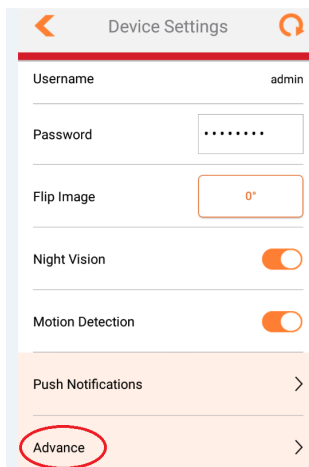 Device Settings
Username admin
Password ········
Flip Image 0°
Night Vision
Motion Detection
Push Notifications
Advance